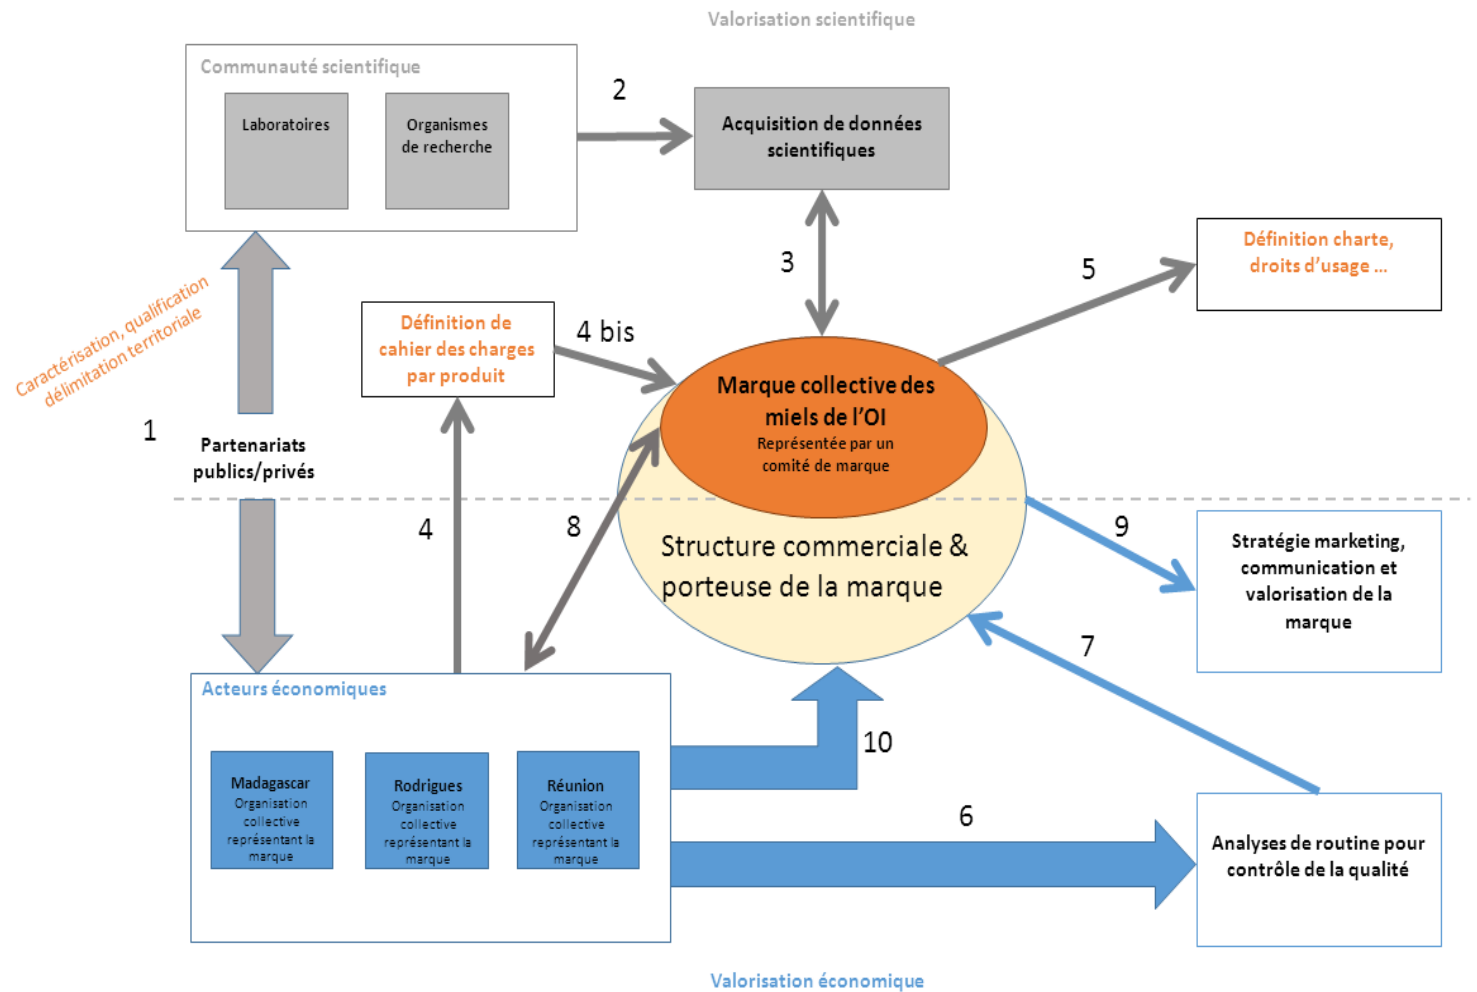 Valorisation scientifique
Communauté scientifique
Laboratoires
Organismes
de recherche
2
Acquisition de données
scientifiques
3
5
Définition charte,
droits d’usage ...
Caractérisation, qualification
délimitation territoriale
1
Partenariats
publics/privés
Définition de
cahier des charges
par produit
4 bis
4
8
Marque collective des
miels de l’OI
Représentée par un
comité de marque
Structure commerciale &
porteuse de la marque
9
Stratégie marketing,
communication et
valorisation de la
marque
7
Acteurs économiques
Madagascar
Organisation
collective
représentant la
marque
Rodrigues
Organisation
collective
représentant la
marque
Réunion
Organisation
collective
représentant la
marque
10
6
Analyses de routine pour
contrôle de la qualité
Valorisation économique